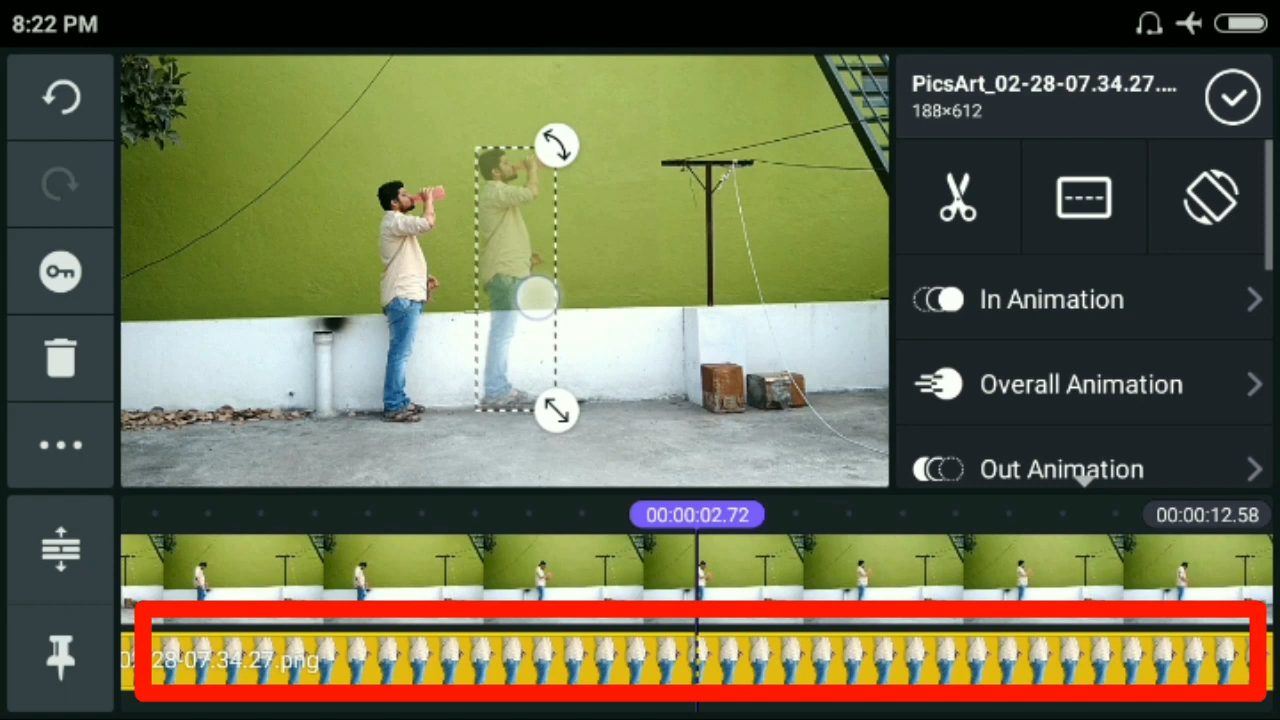 8:22 PM
PicsArt_02-28-07.34.27....
188×612
In Animation
Overall Animation
Out Animation
00:00:02.72
00:00:12.58
28-07.34.27.png